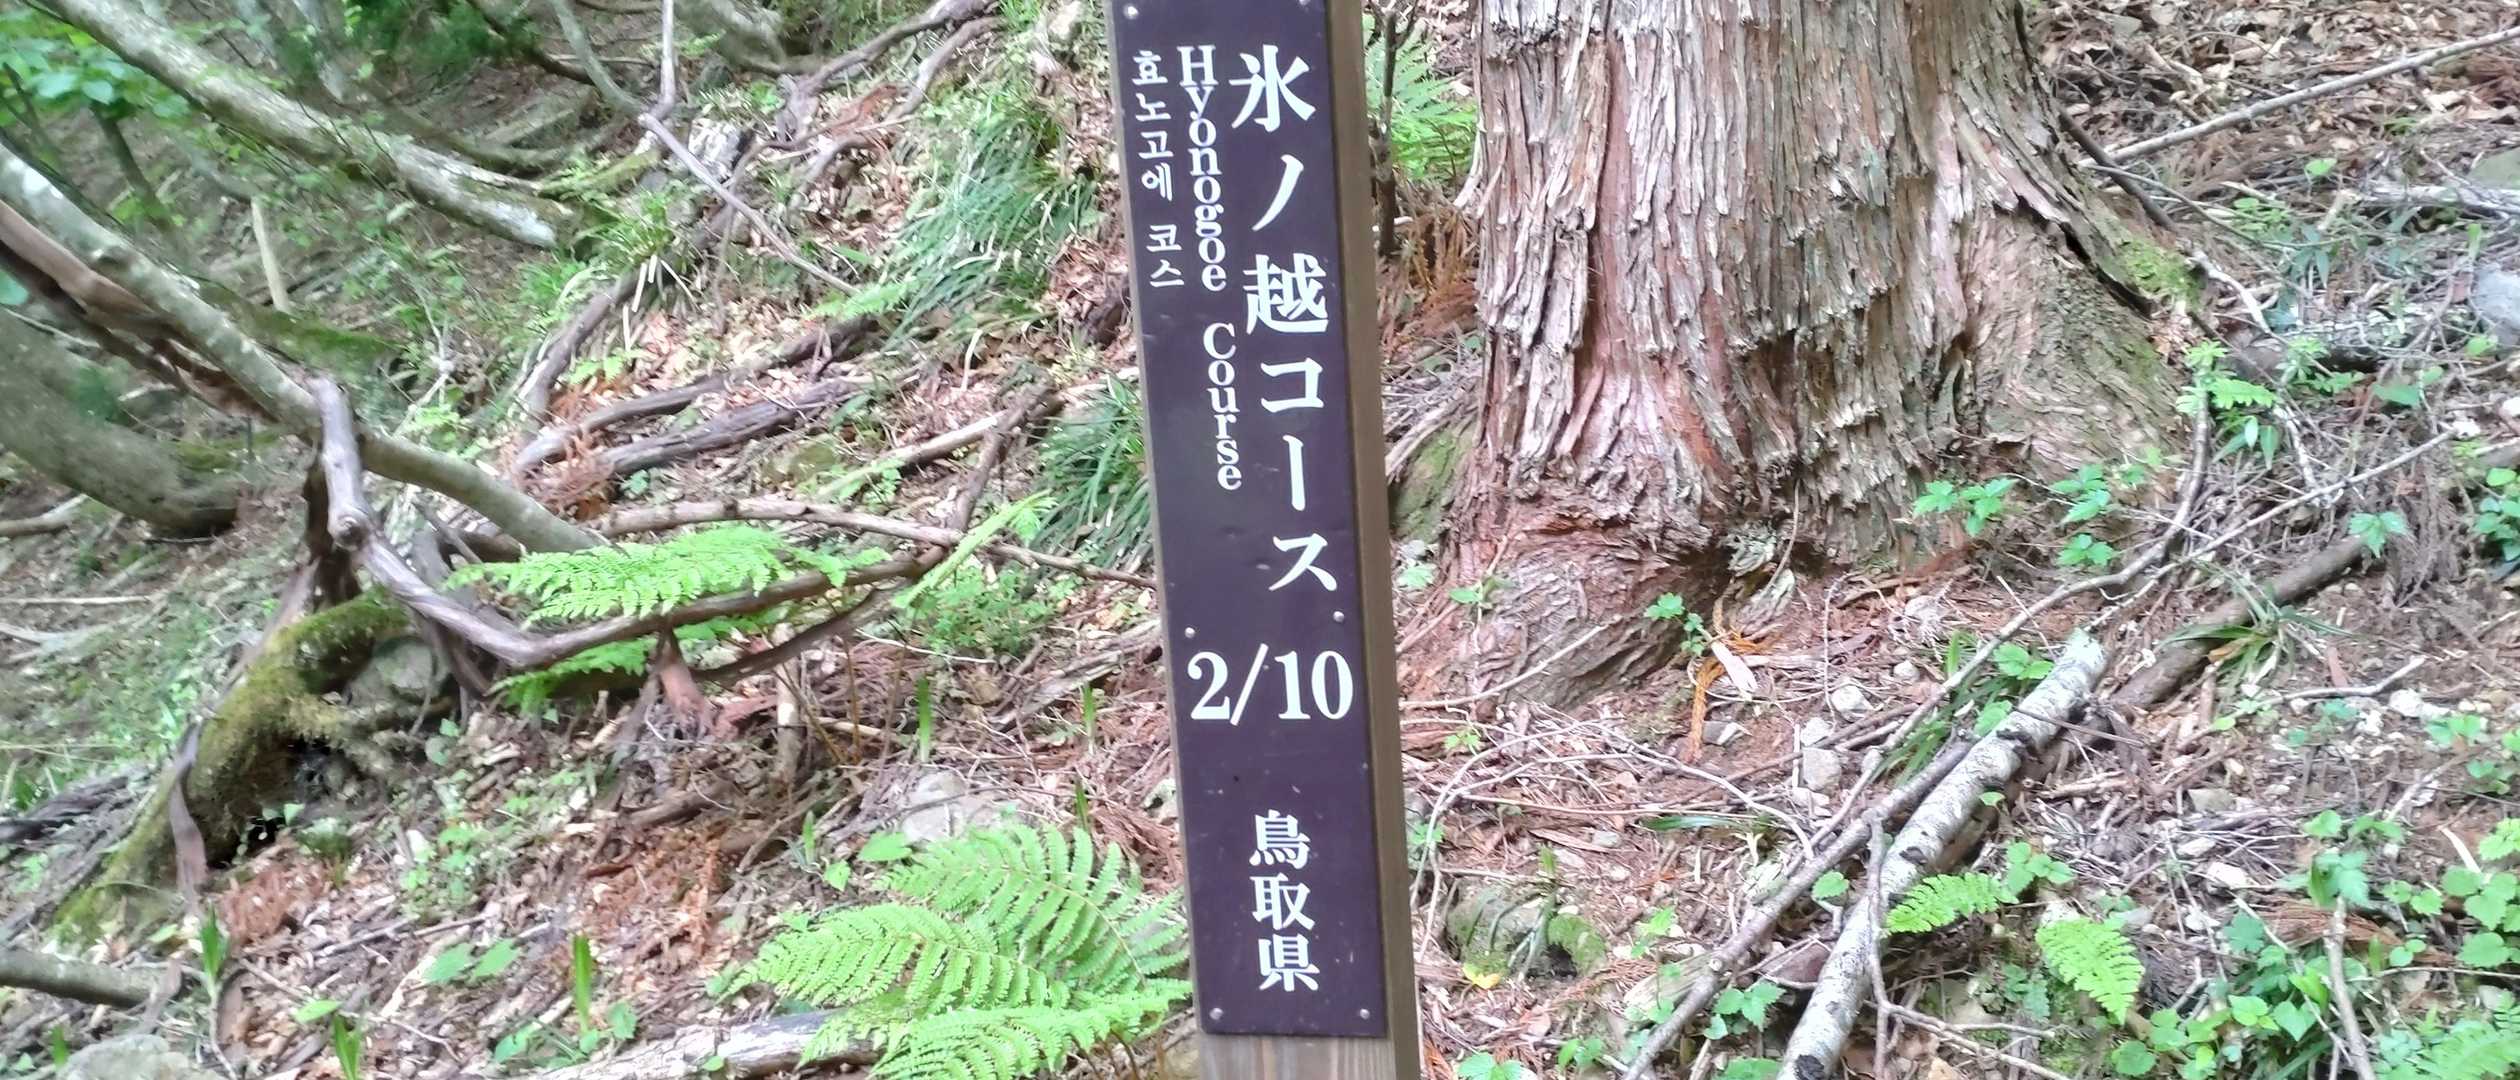 氷ノ越コース
Hyonogoe Course
효노고에 코스
2/10
鳥取県